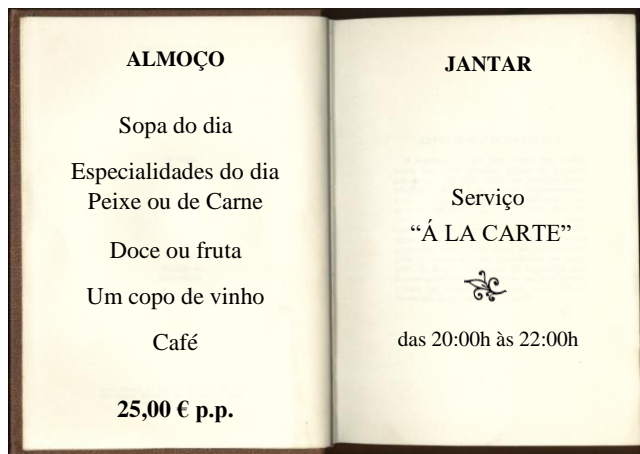 ALMOÇO
Sopa do dia
Especialidades do dia
Peixe ou de Carne
Doce ou fruta
Um copo de vinho
Café
25,00 € p.p.
JANTAR
Serviço
“Á LA CARTE”
das 20:00h às 22:00h